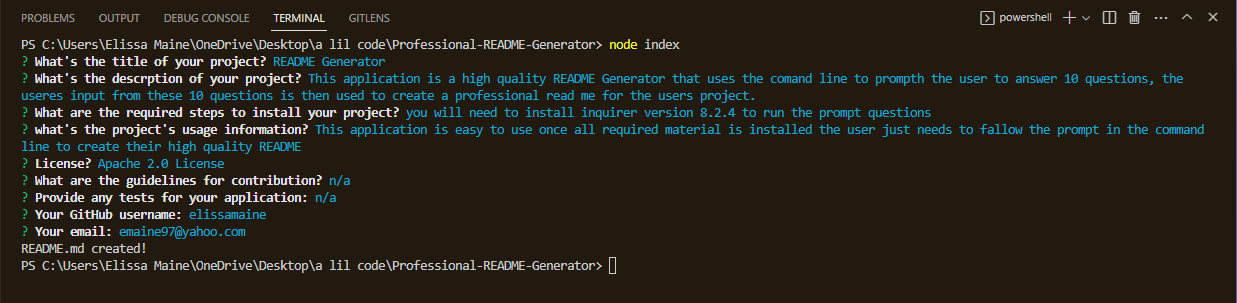 PROBLEMS OUTPUT DEBUG CONSOLE TERMINAL GITLENS powershell
PS C:\Users\Elissa Maine\OneDrive\Desktop\a lil code\Professional-README-Generator> node index
? What's the title of your project? README Generator
? What's the descrption of your project? This application is a high quality README Generator that uses the comand line to prompth the user to answer 10 questions, the
useres input from these 10 questions is then used to create a professional read me for the users project.
? What are the required steps to install your project? you will need to install inquirer version 8.2.4 to run the prompt questions
? what's the project's usage information? This application is easy to use once all required material is installed the user just needs to fallow the prompt in the command
line to create their high quality README
? License? Apache 2.0 License
? What are the guidelines for contribution? n/a
? Provide any tests for your application: n/a
? Your GitHub username: elissamaine
? Your email: emaine97@yahoo.com
README.md created!
PS C:\Users\Elissa Maine\OneDrive\Desktop\a lil code\Professional-README-Generator>